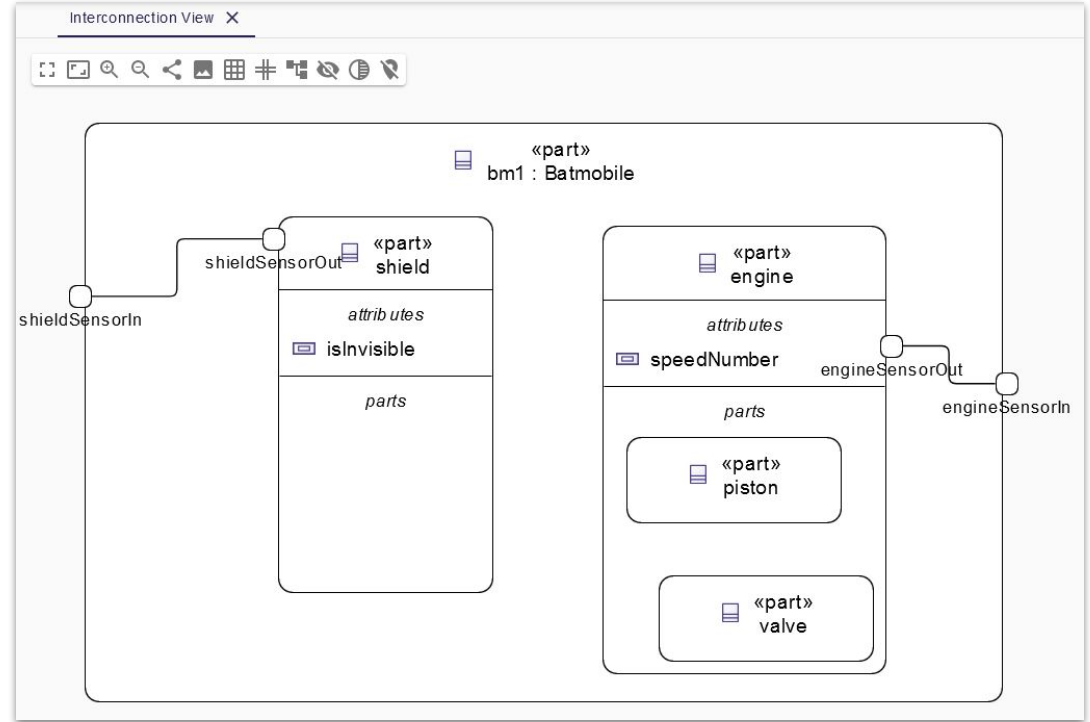 Interconnection View
«part»
bm1 : Batmobile
shieldSensorIn
shieldSensorOut
«part»
shield
attributes
isInvisible
parts
«part»
engine
attributes
speedNumber
engineSensorOut
engineSensorIn
parts
«part»
piston
«part»
valve